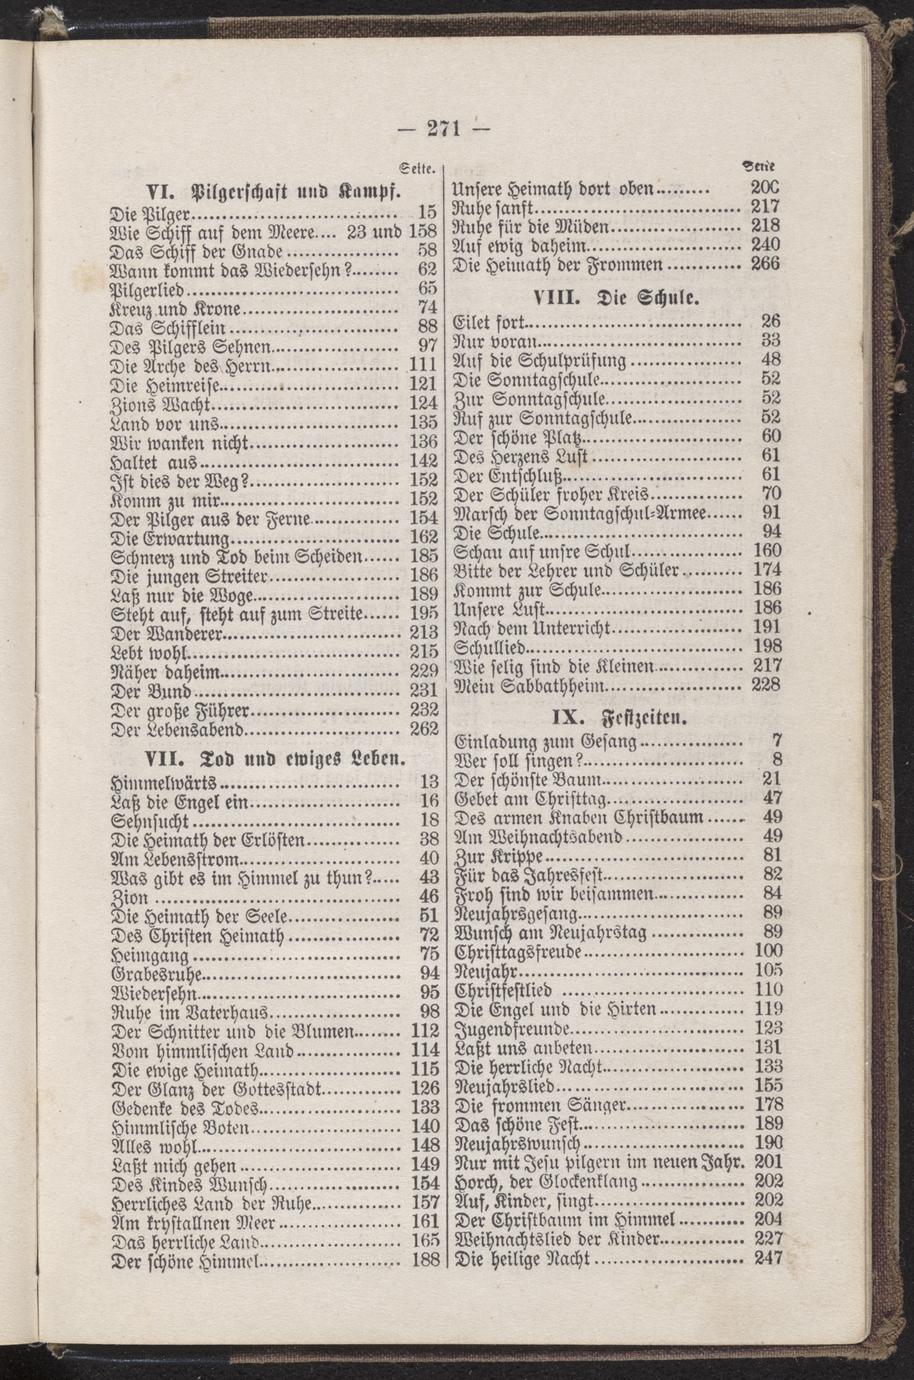 — 271 —
Seite.
VI. Pilgerschaft und Kampf.
Die Pilger 15
Wie Schiff auf dem Meere.... 23 und 158
Das Schiff der Gnade 58
Wann kommt das Wiedersehn? 62
Pilgerlied 65
Kreuz und Krone 74
Das Schifflein 88
Des Pilgers Sehnen 97
Die Arche des Herrn 111
Die Heimreise 121
Zions Wacht 124
Land vor uns 135
Wir wanken nicht 136
Haltet aus 142
Ist dies der Weg? 152
Komm zu mir 152
Der Pilger aus der Ferne 154
Die Erwartung 162
Schmerz und Tod beim Scheiden 185
Die jungen Streiter 186
Laß nur die Woge 189
Steht auf, steht auf zum Streite 195
Der Wanderer 213
Lebt wohl 215
Näher daheim 229
Der Bund 231
Der große Führer 232
Der Lebensabend 262
VII. Tod und ewiges Leben.
Himmelwärts 13
Laß die Engel ein 16
Sehnsucht 18
Die Heimath der Erlösten 38
Am Lebensstrom 40
Was gibt es im Himmel zu thun? 43
Zion 46
Die Heimath der Seele 51
Des Christen Heimath 72
Heimgang 75
Grabesruhe 94
Wiedersehn 95
Ruhe im Vaterhaus 98
Der Schnitter und die Blumen 112
Vom himmlischen Land 114
Die ewige Heimath 115
Der Glanz der Gottesstadt 126
Gedenke des Todes 133
Himmlische Boten 140
Alles wohl 148
Laßt mich gehen 149
Des Kindes Wunsch 154
Herrliches Land der Ruhe 157
Am krystallnen Meer 161
Das herrliche Land 165
Der schöne Himmel 188
Seite
Unsere Heimath dort oben 200
Ruhe sanft 217
Ruhe für die Müden 218
Auf ewig daheim 240
Die Heimath der Frommen 266
VIII. Die Schule.
Eilet fort 26
Nur voran 33
Auf die Schulprüfung 48
Die Sonntagschule 52
Zur Sonntagschule 52
Ruf zur Sonntagschule 52
Der schöne Platz 60
Des Herzens Lust 61
Der Entschluß 61
Der Schüler froher Kreis 70
Marsch der Sonntagschul-Armee 91
Die Schule 94
Schau auf unsre Schul 160
Bitte der Lehrer und Schüler 174
Kommt zur Schule 186
Unsere Lust 186
Nach dem Unterricht 191
Schullied 198
Wie selig sind die Kleinen 217
Mein Sabbathheim 228
IX. Festzeiten.
Einladung zum Gesang 7
Wer soll singen? 8
Der schönste Baum 21
Gebet am Christtag 47
Des armen Knaben Christbaum 49
Am Weihnachtsabend 49
Zur Krippe 81
Für das Jahresfest 82
Froh sind wir beisammen 84
Neujahrsgesang 89
Wunsch am Neujahrstag 89
Christtagsfreude 100
Neujahr 105
Christfestlied 110
Die Engel und die Hirten 119
Jugendfreunde 123
Laßt uns anbeten 131
Die herrliche Nacht 133
Neujahrslied 155
Die frommen Sänger 178
Das schöne Fest 189
Neujahrswunsch 190
Nur mit Jesu pilgern im neuen Jahr. 201
Horch, der Glockenklang 202
Auf, Kinder, singt 202
Der Christbaum im Himmel 204
Weihnachtslied der Kinder 227
Die heilige Nacht 247